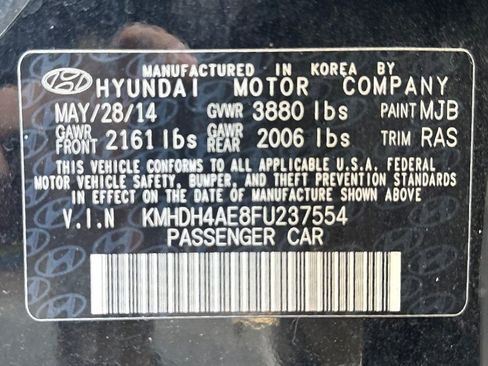 MANUFACTURED IN KOREA BY
HYUNDAI MOTOR COMPANY
MAY/28/14 GVWR 3880 lbs PAINT MJB
GAWR FRONT 2161 lbs GAWR REAR 2006 lbs TRIM RAS
THIS VEHICLE CONFORMS TO ALL APPLICABLE U.S.A. FEDERAL
MOTOR VEHICLE SAFETY, BUMPER, AND THEFT PREVENTION STANDARDS
IN EFFECT ON THE DATE OF MANUFACTURE SHOWN ABOVE.
V.I.N KMHDH4AE8FU237554
PASSENGER CAR